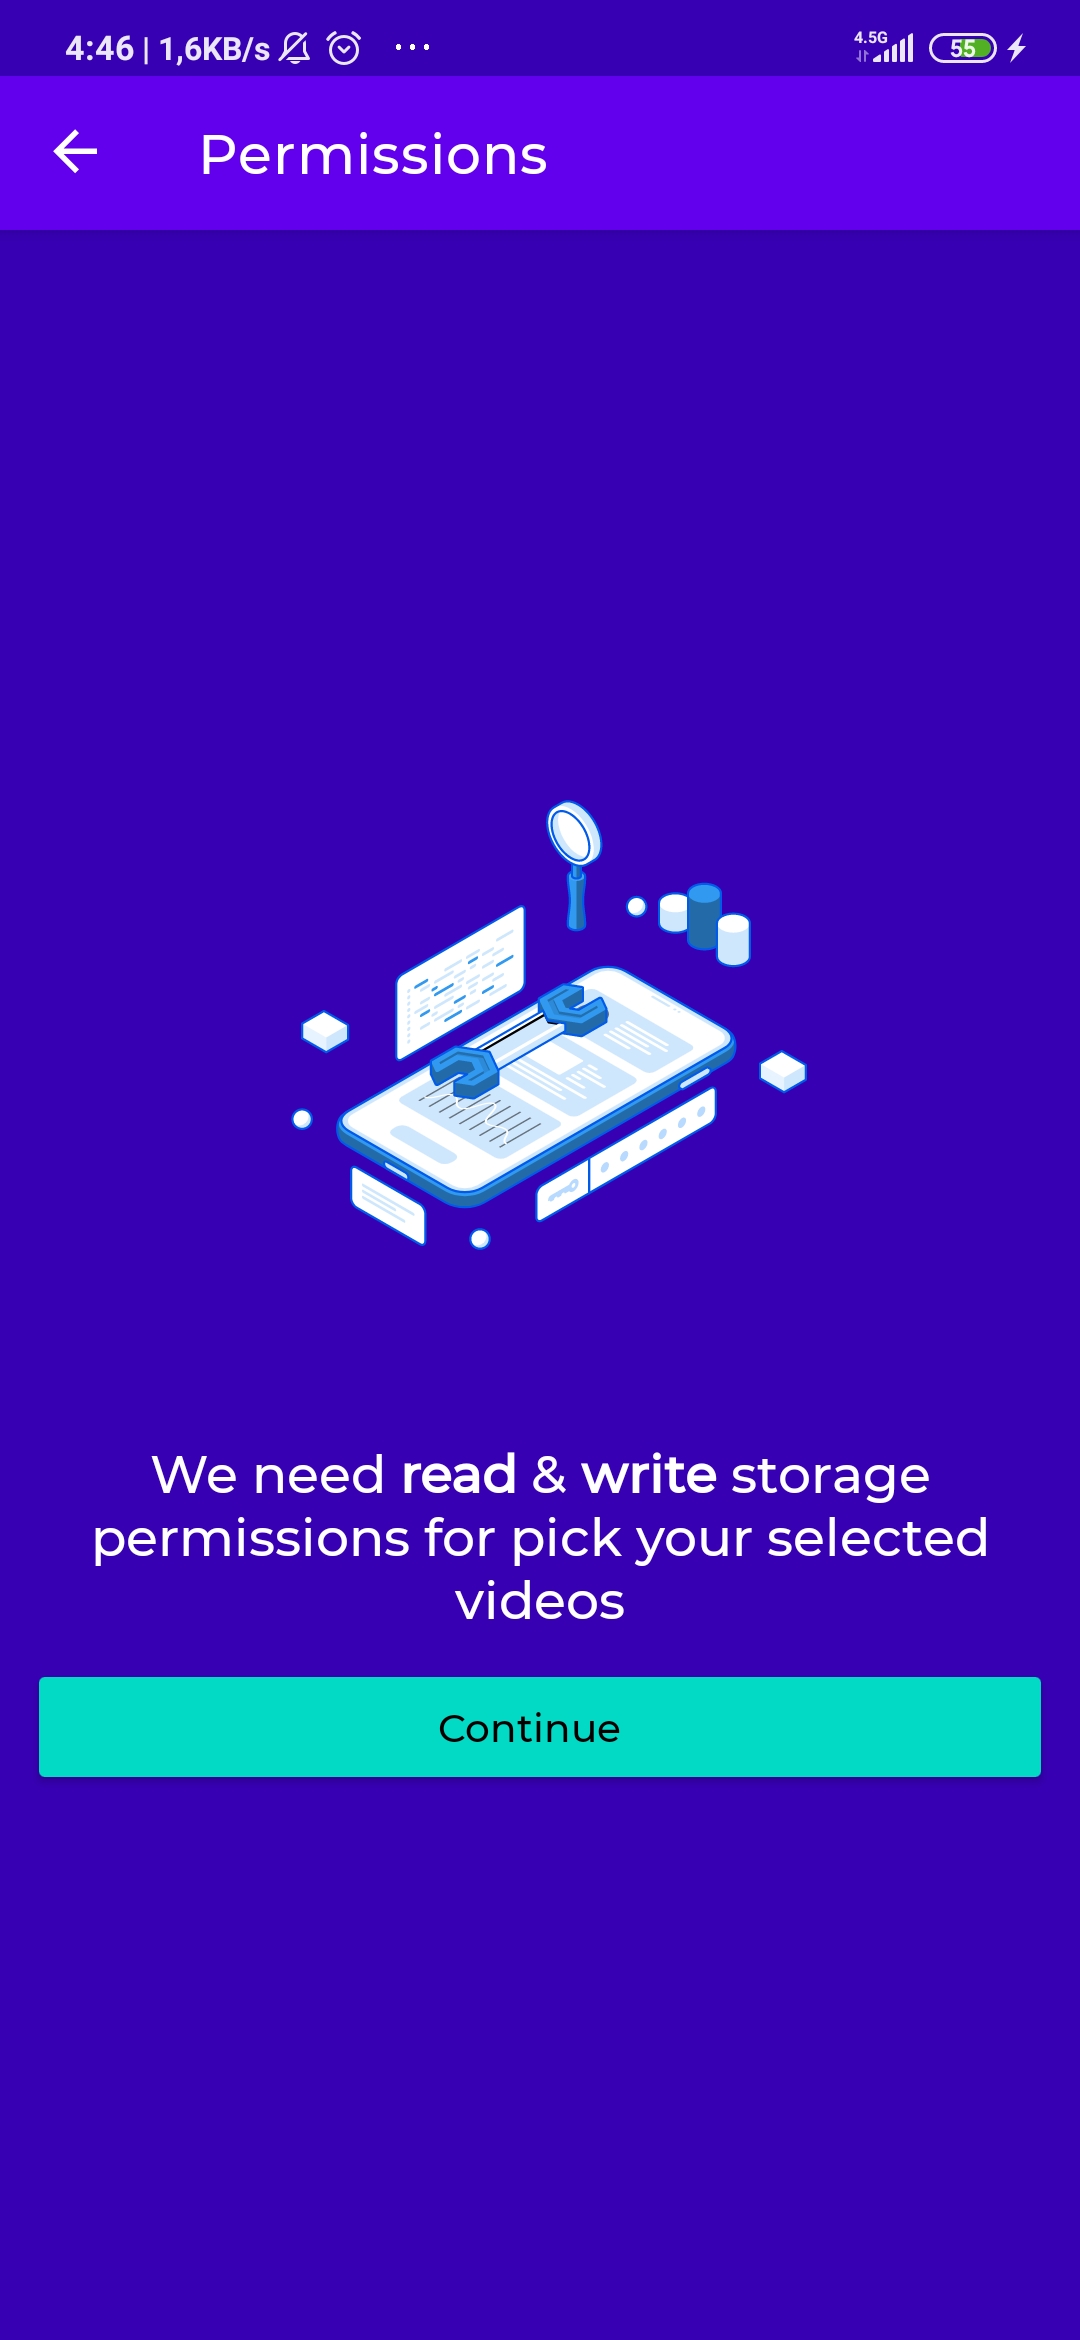 4:46 | 1,6KB/s 4.5G 55
Permissions
We need read & write storage
permissions for pick your selected
videos
Continue